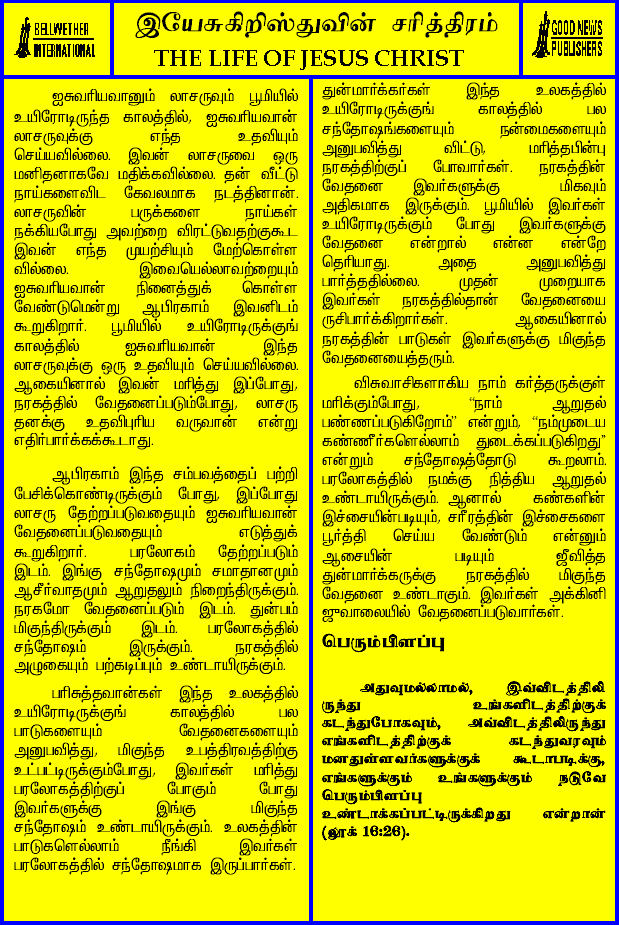 BELLWETHER
INTERNATIONAL
இயேசுகிறிஸ்துவின் சரித்திரம்
THE LIFE OF JESUS CHRIST
GOOD NEWS
PUBLISHERS
ஐசுவரியவானும் லாசருவும் பூமியில்
உயிரோடிருந்த காலத்தில், ஐசுவரியவான்
லாசருவுக்கு எந்த உதவியும்
செய்யவில்லை. இவன் லாசருவை ஒரு
மனிதனாகவே மதிக்கவில்லை. தன் வீட்டு
நாய்களைவிட கேவலமாக நடத்தினான்.
லாசருவின் பருக்களை நாய்கள்
நக்கியபோது அவற்றை விரட்டுவதற்குகூட
இவன் எந்த முயற்சியும் மேற்கொள்ள
வில்லை. இவையெல்லாவற்றையும்
ஐசுவரியவான் நினைத்துக் கொள்ள
வேண்டுமென்று ஆபிரகாம் இவனிடம்
கூறுகிறார். பூமியில் உயிரோடிருக்குங்
காலத்தில் ஐசுவரியவான் இந்த
லாசருவுக்கு ஒரு உதவியும் செய்யவில்லை.
ஆகையினால் இவன் மரித்து இப்போது,
நரகத்தில் வேதனைப்படும்போது, லாசரு
தனக்கு உதவிபுரிய வருவான் என்று
எதிர்பார்க்கக்கூடாது.
ஆபிரகாம் இந்த சம்பவத்தைப் பற்றி
பேசிக்கொண்டிருக்கும் போது, இப்போது
லாசரு தேற்றப்படுவதையும் ஐசுவரியவான்
வேதனைப்படுவதையும் எடுத்துக்
கூறுகிறார். பரலோகம் தேற்றப்படும்
இடம். இங்கு சந்தோஷமும் சமாதானமும்
ஆசீர்வாதமும் ஆறுதலும் நிறைந்திருக்கும்.
நரகமோ வேதனைப்படும் இடம். துன்பம்
மிகுந்திருக்கும் இடம். பரலோகத்தில்
சந்தோஷம் இருக்கும். நரகத்தில்
அழுகையும் பற்கடிப்பும் உண்டாயிருக்கும்.
பரிசுத்தவான்கள் இந்த உலகத்தில்
உயிரோடிருக்குங் காலத்தில் பல
பாடுகளையும் வேதனைகளையும்
அனுபவித்து, மிகுந்த உபத்திரவத்திற்கு
உட்பட்டிருக்கும்போது, இவர்கள் மரித்து
பரலோகத்திற்குப் போகும் போது
இவர்களுக்கு இங்கு மிகுந்த
சந்தோஷம் உண்டாயிருக்கும். உலகத்தின்
பாடுகளெல்லாம் நீங்கி இவர்கள்
பரலோகத்தில் சந்தோஷமாக இருப்பார்கள்.
துன்மார்க்கர்கள் இந்த உலகத்தில்
உயிரோடிருக்குங் காலத்தில் பல
சந்தோஷங்களையும் நன்மைகளையும்
அனுபவித்து விட்டு, மரித்தபின்பு
நரகத்திற்குப் போவார்கள். நரகத்தின்
வேதனை இவர்களுக்கு மிகவும்
அதிகமாக இருக்கும். பூமியில் இவர்கள்
உயிரோடிருக்கும் போது இவர்களுக்கு
வேதனை என்றால் என்ன என்றே
தெரியாது. அதை அனுபவித்து
பார்த்ததில்லை. முதன் முறையாக
இவர்கள் நரகத்தில்தான் வேதனையை
ருசிபார்க்கிறார்கள். ஆகையினால்
நரகத்தின் பாடுகள் இவர்களுக்கு மிகுந்த
வேதனையைத்தரும்.
விசுவாசிகளாகிய நாம் கர்த்தருக்குள்
மரிக்கும்போது, “நாம் ஆறுதல்
பண்ணப்படுகிறோம்” என்றும், “நம்முடைய
கண்ணீர்களெல்லாம் துடைக்கப்படுகிறது”
என்றும் சந்தோஷத்தோடு கூறலாம்.
பரலோகத்தில் நமக்கு நித்திய ஆறுதல்
உண்டாயிருக்கும். ஆனால் கண்களின்
இச்சையின்படியும், சரீரத்தின் இச்சைகளை
பூர்த்தி செய்ய வேண்டும் என்னும்
ஆசையின் படியும் ஜீவித்த
துன்மார்க்கருக்கு நரகத்தில் மிகுந்த
வேதனை உண்டாகும். இவர்கள் அக்கினி
ஜுவாலையில் வேதனைப்படுவார்கள்.
பெரும்பிளப்பு
அதுவுமல்லாமல், இவ்விடத்திலி
ருந்து உங்களிடத்திற்குக்
கடந்துபோகவும், அவ்விடத்திலிருந்து
எங்களிடத்திற்குக் கடந்துவரவும்
மனதுள்ளவர்களுக்குக் கூடாபடிக்கு,
எங்களுக்கும் உங்களுக்கும் நடுவே
பெரும்பிளப்பு
உண்டாக்கப்பட்டிருக்கிறது என்றான்
(லூக் 16:26).